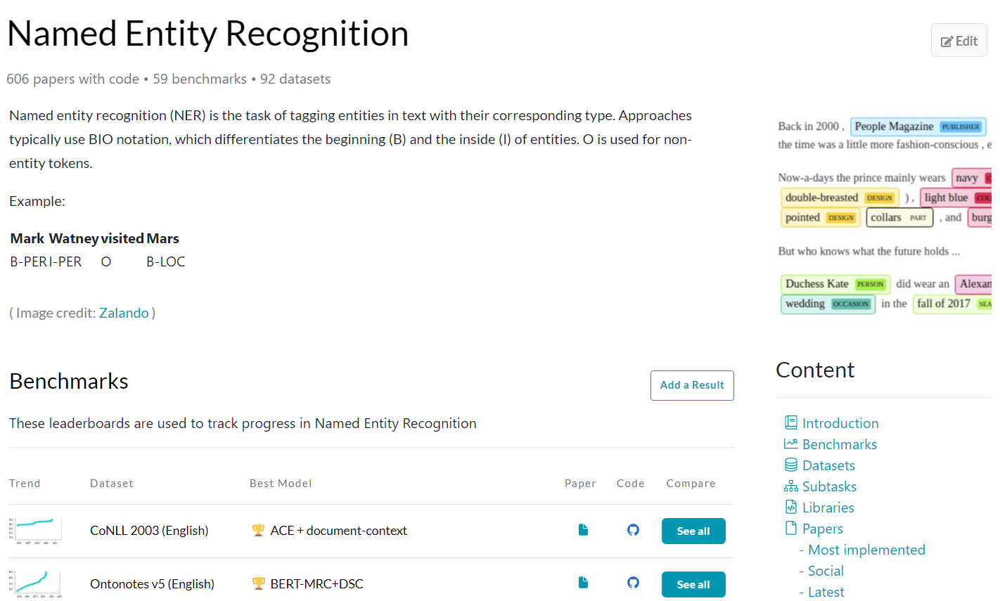 Named Entity Recognition
Edit
606 papers with code • 59 benchmarks • 92 datasets
Named entity recognition (NER) is the task of tagging entities in text with their corresponding type. Approaches
typically use BIO notation, which differentiates the beginning (B) and the inside (I) of entities. O is used for non-
entity tokens.
Example:
Mark Watney visited Mars
B-PER I-PER O B-LOC
( Image credit: Zalando )
Back in 2000 , People Magazine PUBLISHER
the time was a little more fashion-conscious , e
Now-a-days the prince mainly wears navy
double-breasted DESIGN ) , light blue COL
pointed DESIGN collars PART , and burg
But who knows what the future holds ...
Duchess Kate PERSON did wear an Alexan
wedding OCCASION in the fall of 2017 SEA
Benchmarks
Add a Result
These leaderboards are used to track progress in Named Entity Recognition
Trend Dataset Best Model Paper Code Compare
CoNLL 2003 (English) ACE + document-context See all
Ontonotes v5 (English) BERT-MRC+DSC See all
Content
Introduction
Benchmarks
Datasets
Subtasks
Libraries
Papers
- Most implemented
- Social
- Latest